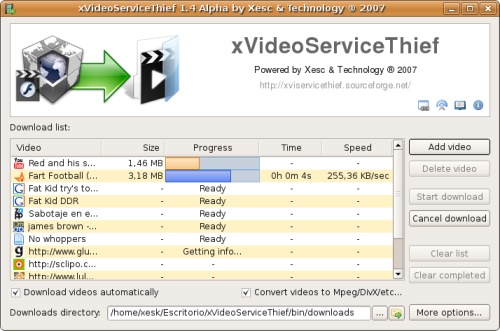 xVideoServiceThief 1.4 Alpha by Xesc & Technology ® 2007
xVideoServiceThief
Powered by Xesc & Technology ® 2007
http://xviservicethief.sourceforge.net/
Download list:
Video Size Progress Time Speed
Red and his s... 1,46 MB - -
Fart Football (... 3,18 MB 0h 0m 4s 255,36 KB/sec
Fat Kid try's to... - Ready - -
Fat Kid DDR - Ready - -
Sabotaje en e... - Ready - -
james brown -... - Ready - -
No whoppers - Ready - -
http://www.glu... - Getting info... - -
http://sclipo.c... - - - -
http://www.lul... - - - -
Add video
Delete video
Start download
Cancel download
Clear list
Clear completed
Download videos automatically
Convert videos to Mpeg/DivX/etc...
Downloads directory: /home/xesk/Escritorio/xVideoServiceThief/bin/downloads ...
More options...